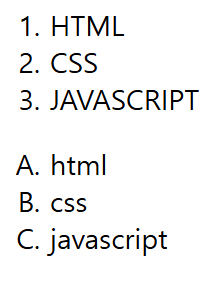 1. HTML
2. CSS
3. JAVASCRIPT
A. html
B. css
C. javascript